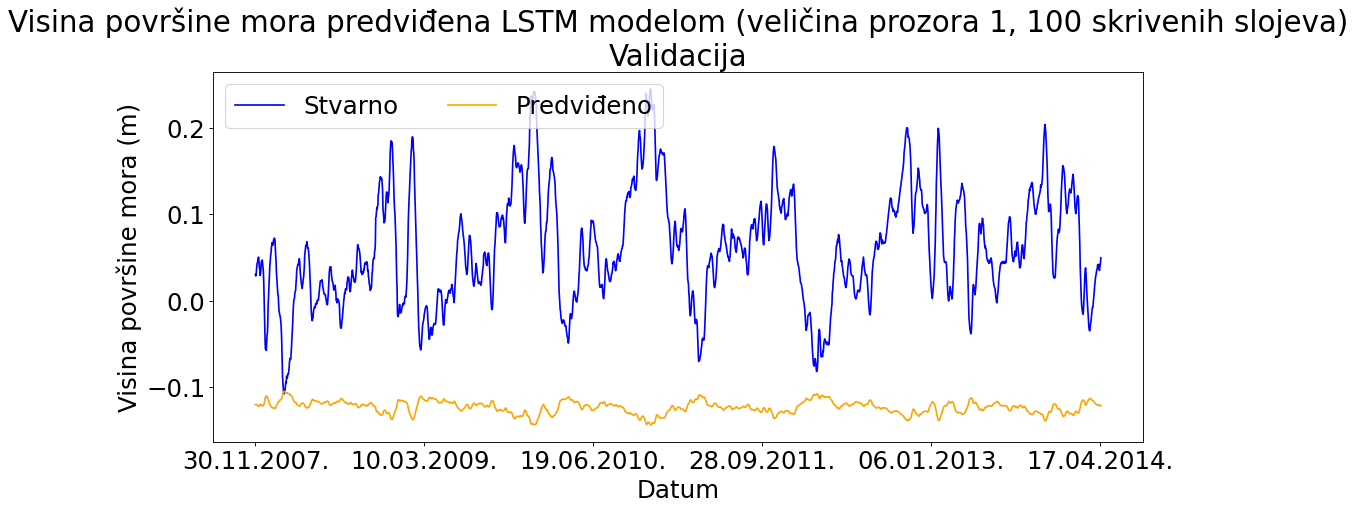 Visina površine mora predviđena LSTM modelom (veličina prozora 1, 100 skrivenih slojeva)
Validacija
Stvarno
Predviđeno
Visina površine mora (m)
0.2
0.1
0.0
−0.1
30.11.2007.
10.03.2009.
19.06.2010.
28.09.2011.
06.01.2013.
17.04.2014.
Datum